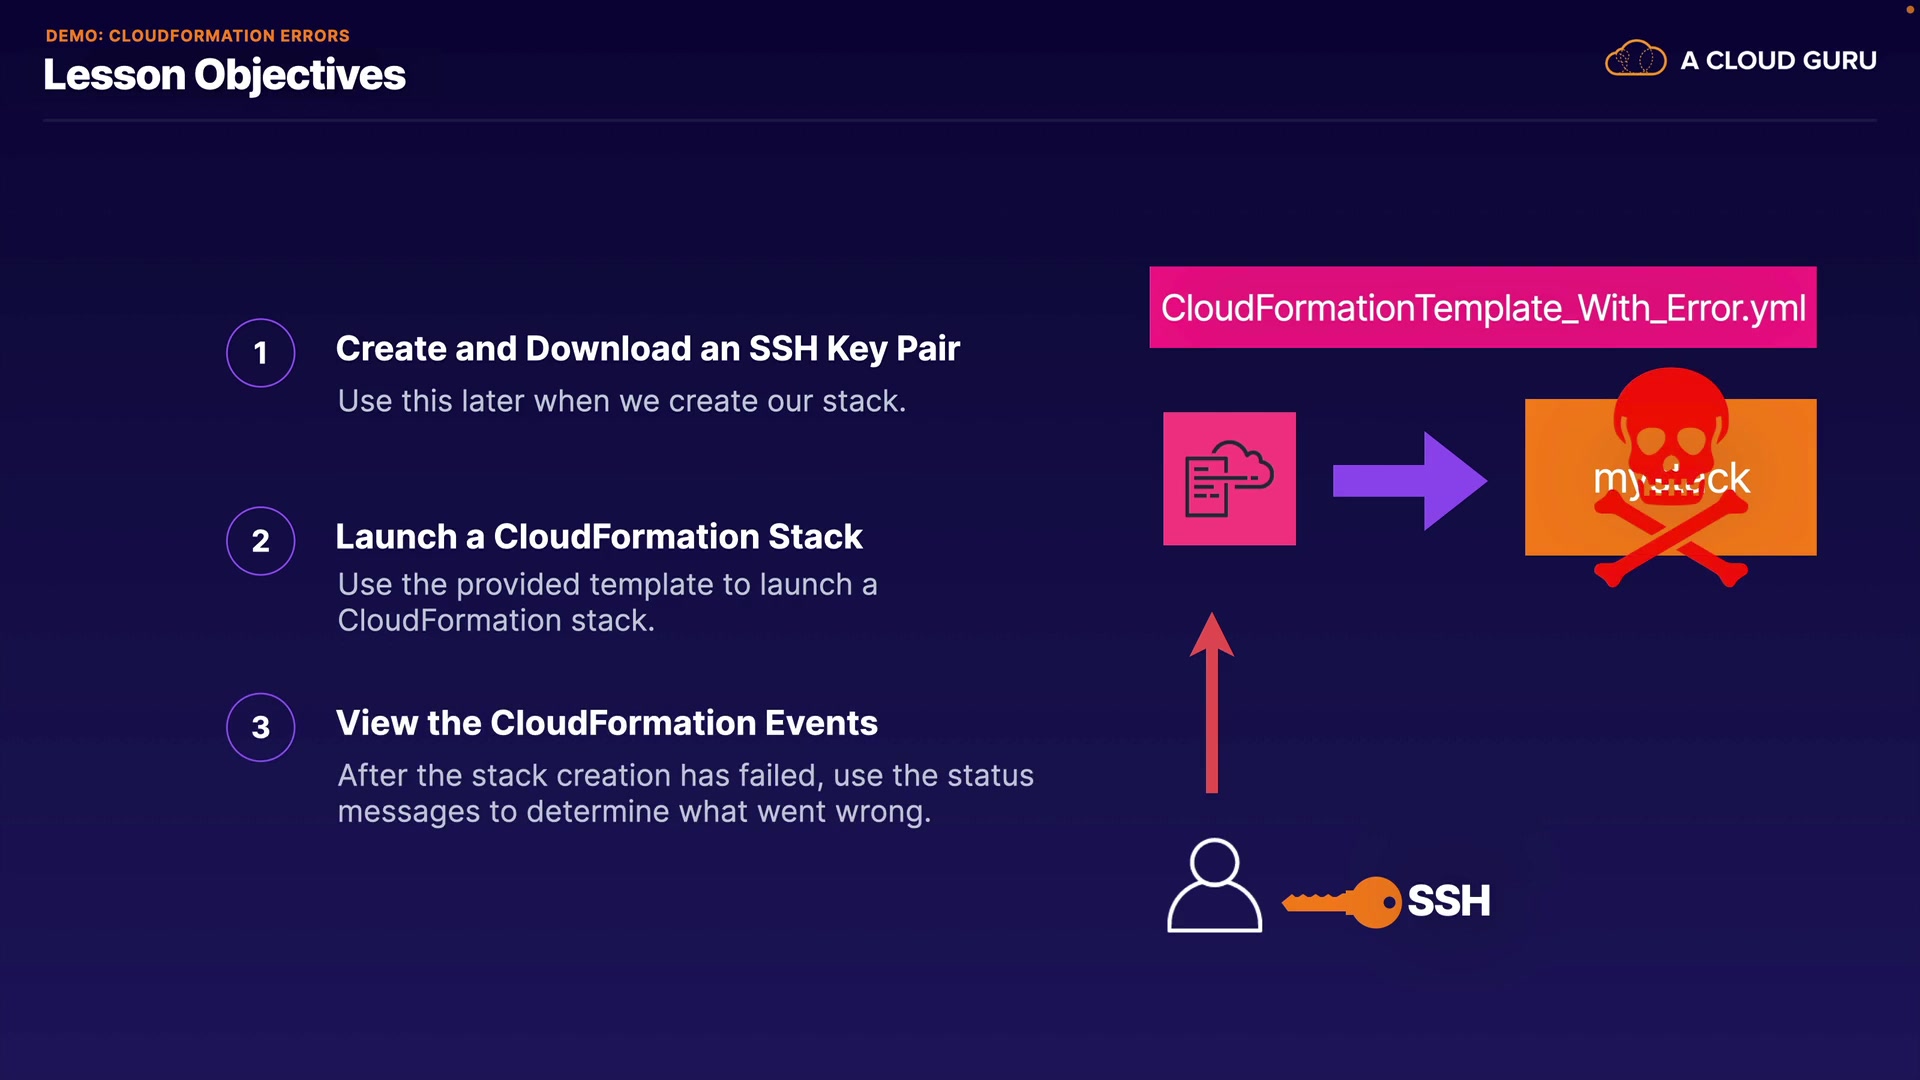 DEMO: CLOUDFORMATION ERRORS
Lesson Objectives
A CLOUD GURU
1
Create and Download an SSH Key Pair
Use this later when we create our stack.
2
Launch a CloudFormation Stack
Use the provided template to launch a
CloudFormation stack.
3
View the CloudFormation Events
After the stack creation has failed, use the status
messages to determine what went wrong.
CloudFormationTemplate_With_Error.yml
mystack
SSH